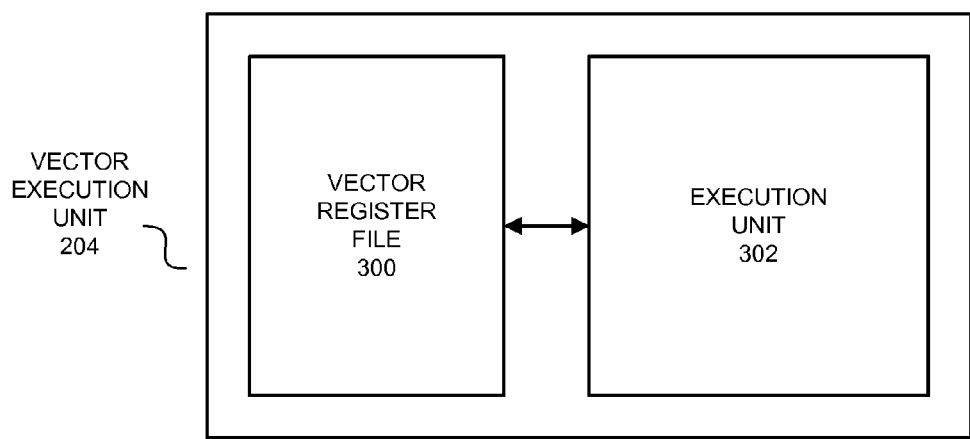 VECTOR
EXECUTION
UNIT
204
VECTOR
REGISTER
FILE
300
EXECUTION
UNIT
302